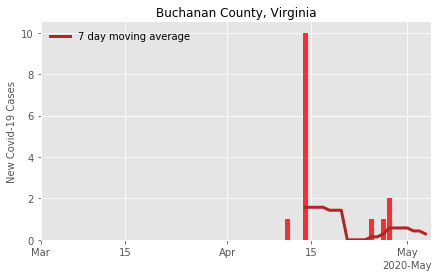 Buchanan County, Virginia
7 day moving average
New Covid-19 Cases
10
8
6
4
2
0
Mar 15 Apr 15 May
2020-May